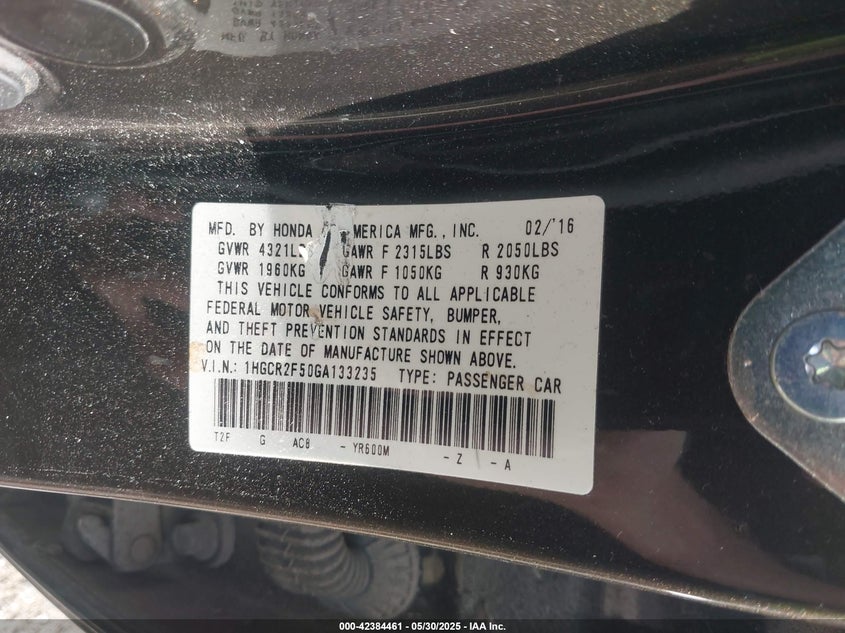 MFD. BY HONDA MERICA MFG., INC. 02/'16
GVWR 4321L GAWR F 2315LBS R 2050LBS
GVWR 1960KG GAWR F 1050KG R 930KG
THIS VEHICLE CONFORMS TO ALL APPLICABLE
FEDERAL MOTOR VEHICLE SAFETY, BUMPER,
AND THEFT PREVENTION STANDARDS IN EFFECT
ON THE DATE OF MANUFACTURE SHOWN ABOVE.
V.I.N.: 1HGCR2F50GA133235 TYPE: PASSENGER CAR
T2F G AC8 - YR600M - Z - A
000-42384461 - 05/30/2025 - IAA Inc.